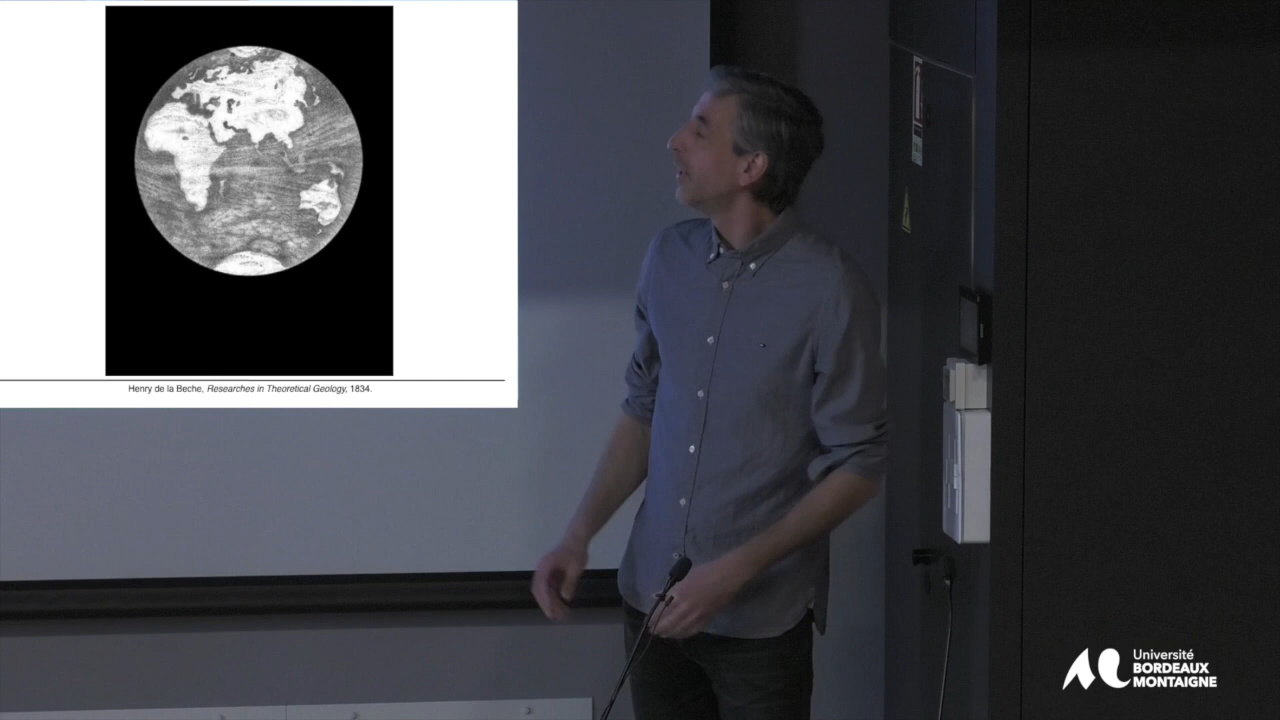 Henry de la Beche, Researches in Theoretical Geology, 1834.
Université
BORDEAUX
MONTAIGNE